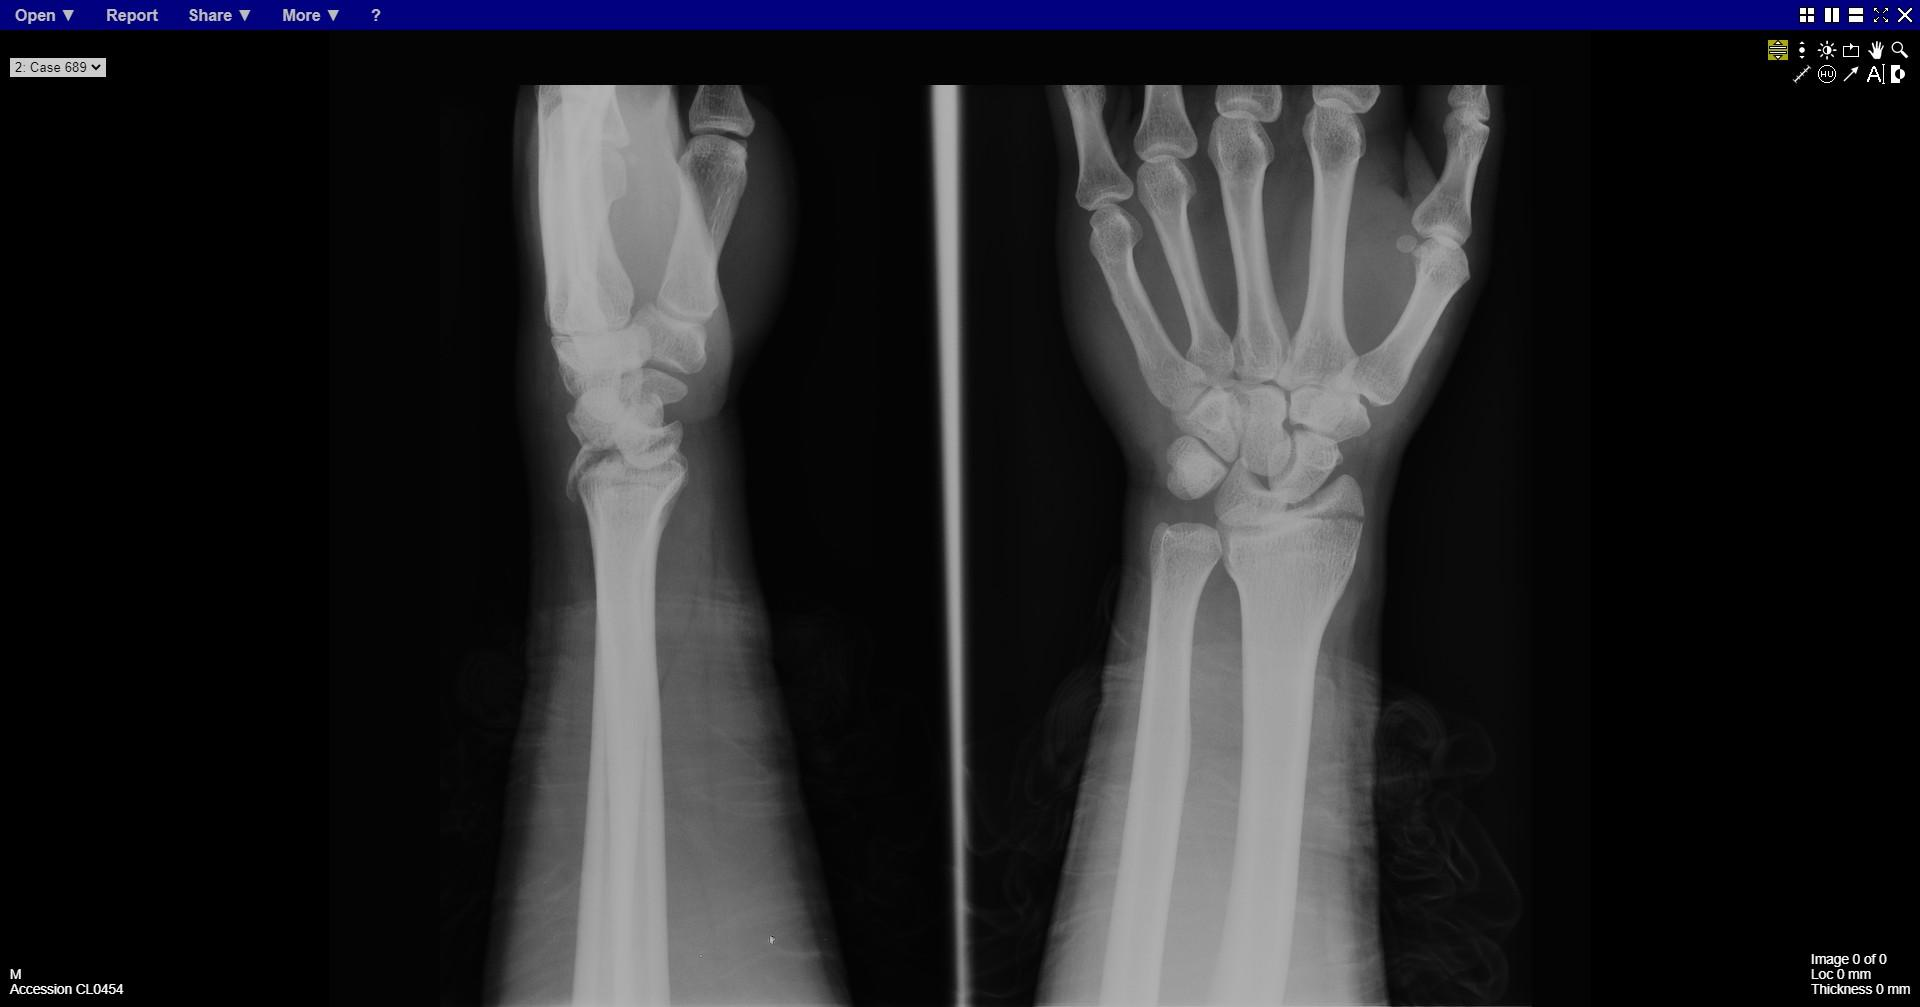 Open ▼ Report Share ▼ More ▼ ?
2: Case 689
HU
A
M
Accession CL0454
Image 0 of 0
Loc 0 mm
Thickness 0 mm